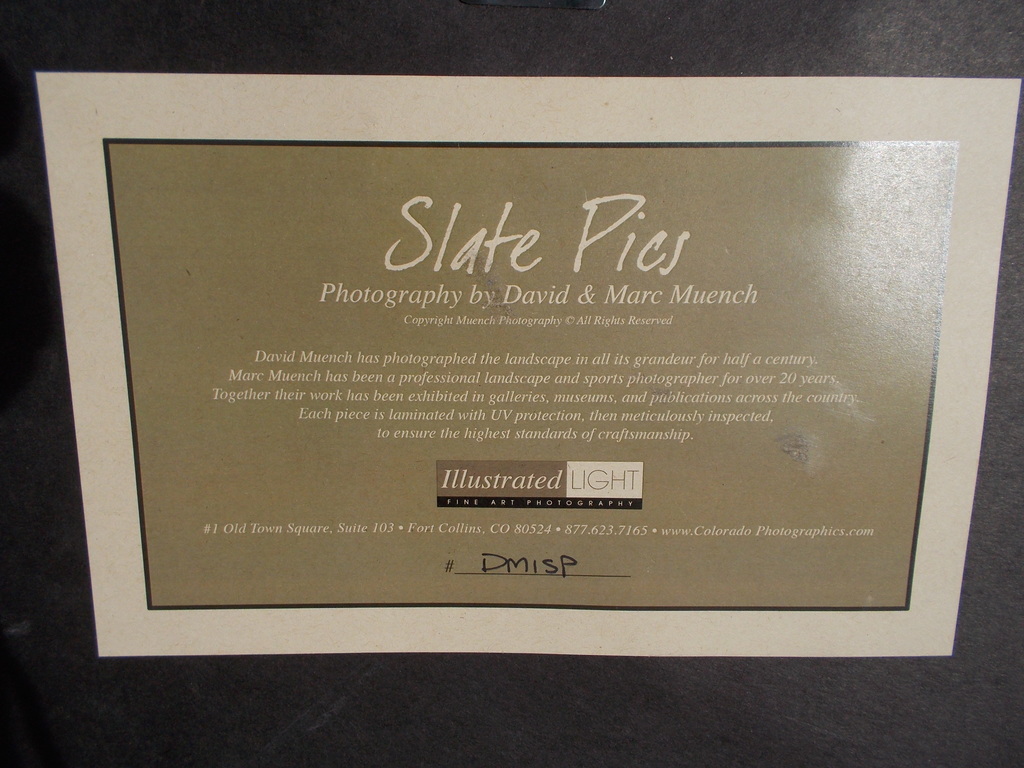 Slate Pics
Photography by David & Marc Muench
Copyright Muench Photography © All Rights Reserved
David Muench has photographed the landscape in all its grandeur for half a century.
Marc Muench has been a professional landscape and sports photographer for over 20 years.
Together their work has been exhibited in galleries, museums, and publications across the country.
Each piece is laminated with UV protection, then meticulously inspected,
to ensure the highest standards of craftsmanship.
Illustrated LIGHT
FINE ART PHOTOGRAPHY
#1 Old Town Square, Suite 103 • Fort Collins, CO 80524 • 877.623.7165 • www.Colorado Photographics.com
# DMISP